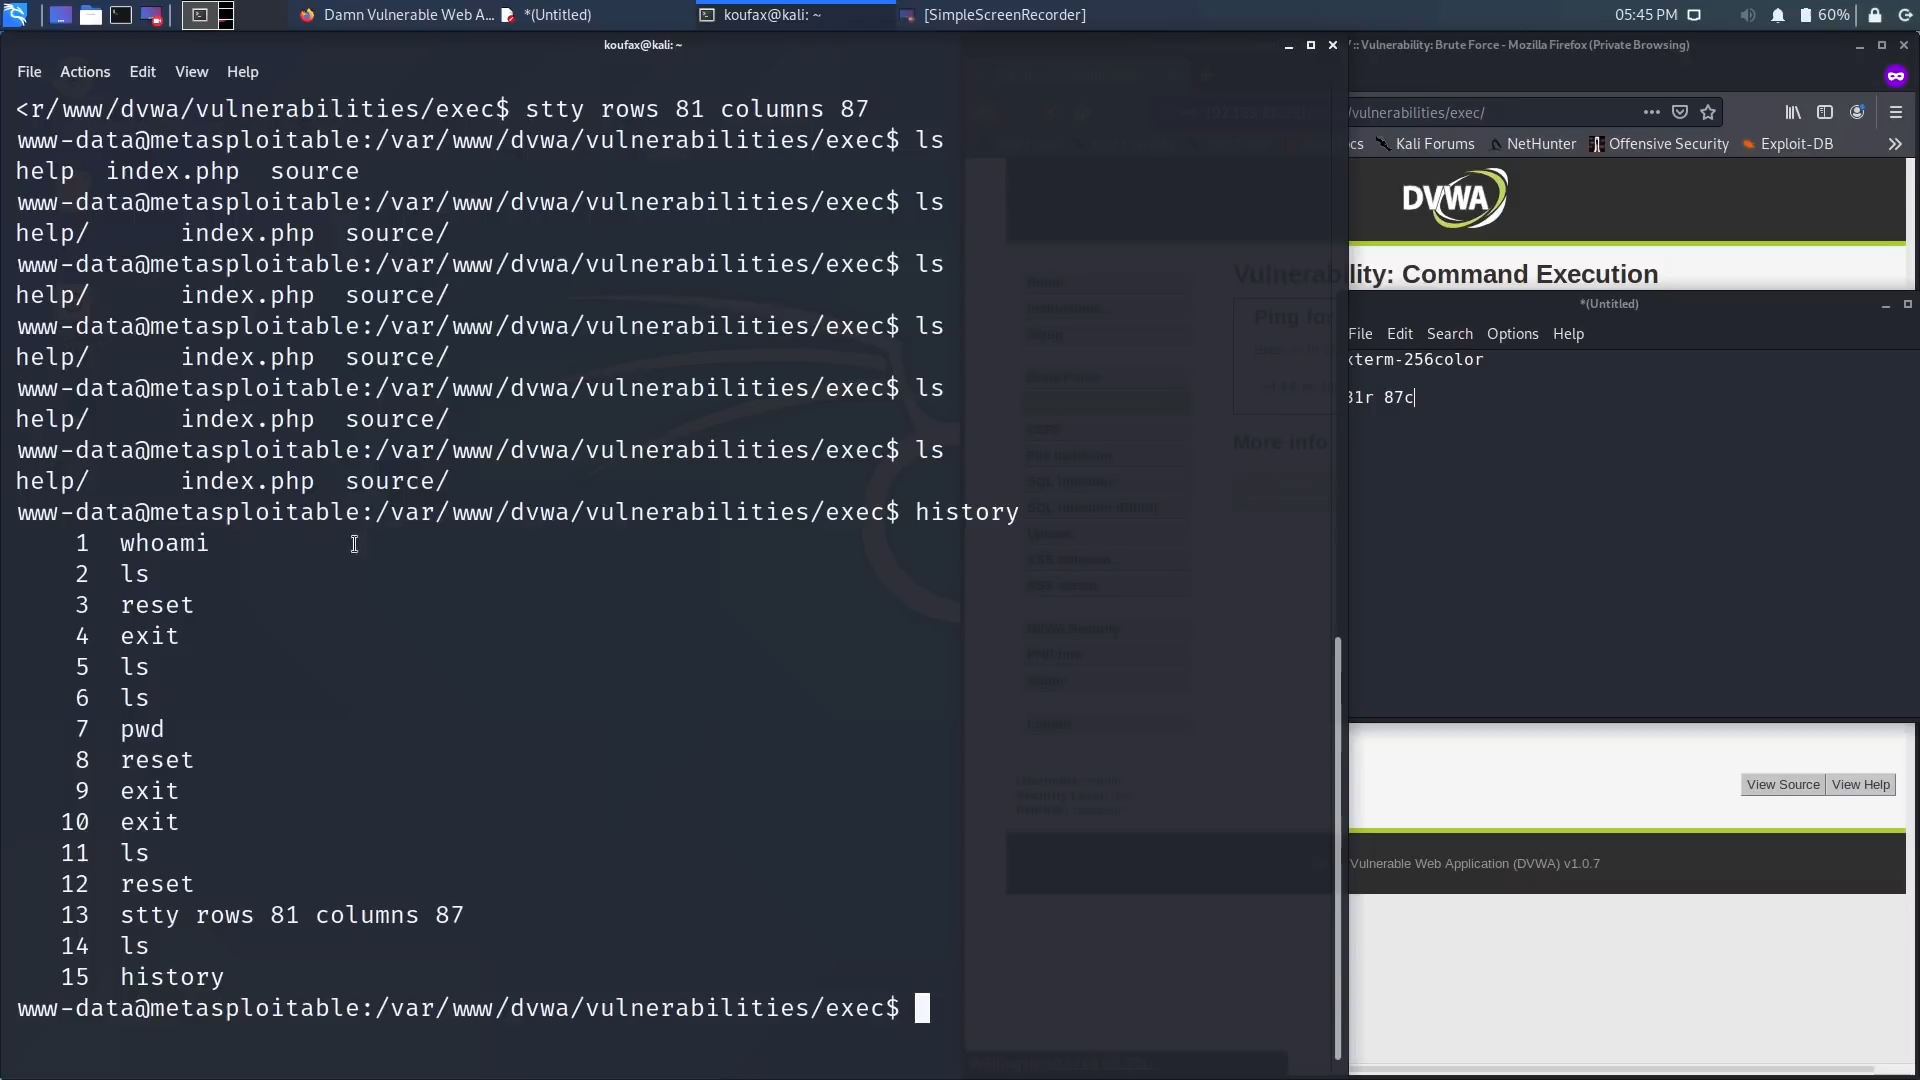 Damn Vulnerable Web A...
*(Untitled)
koufax@kali: ~
[SimpleScreenRecorder]
05:45 PM
60%
koufax@kali: ~
File Actions Edit View Help
<r/www/dvwa/vulnerabilities/exec$ stty rows 81 columns 87
www-data@metasploitable:/var/www/dvwa/vulnerabilities/exec$ ls
help index.php source
www-data@metasploitable:/var/www/dvwa/vulnerabilities/exec$ ls
help/ index.php source/
www-data@metasploitable:/var/www/dvwa/vulnerabilities/exec$ ls
help/ index.php source/
www-data@metasploitable:/var/www/dvwa/vulnerabilities/exec$ ls
help/ index.php source/
www-data@metasploitable:/var/www/dvwa/vulnerabilities/exec$ ls
help/ index.php source/
www-data@metasploitable:/var/www/dvwa/vulnerabilities/exec$ ls
help/ index.php source/
www-data@metasploitable:/var/www/dvwa/vulnerabilities/exec$ history
1 whoami
2 ls
3 reset
4 exit
5 ls
6 ls
7 pwd
8 reset
9 exit
10 exit
11 ls
12 reset
13 stty rows 81 columns 87
14 ls
15 history
www-data@metasploitable:/var/www/dvwa/vulnerabilities/exec$
:: Vulnerability: Brute Force - Mozilla Firefox (Private Browsing)
/vulnerabilities/exec/
cs Kali Forums NetHunter Offensive Security Exploit-DB
DVWA
Vulnerability: Command Execution
Ping for
More info
*(Untitled)
File Edit Search Options Help
xterm-256color
81r 87c
View Source View Help
Vulnerable Web Application (DVWA) v1.0.7